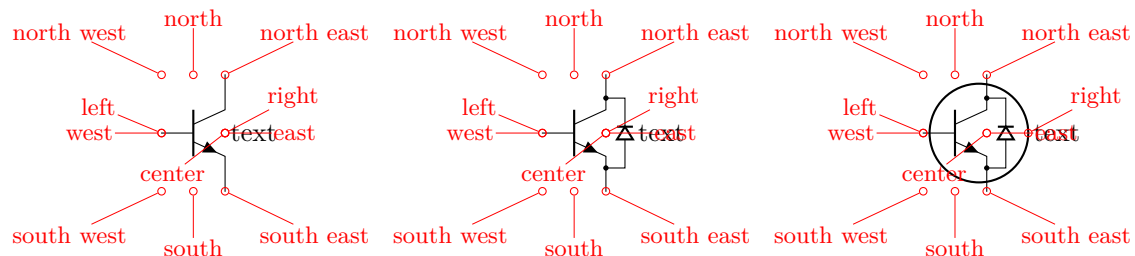 north north north
north west north east north west north east north west north east
left right left right left right
west text east west text east west text east
center center center
south west south east south west south east south west south east
south south south